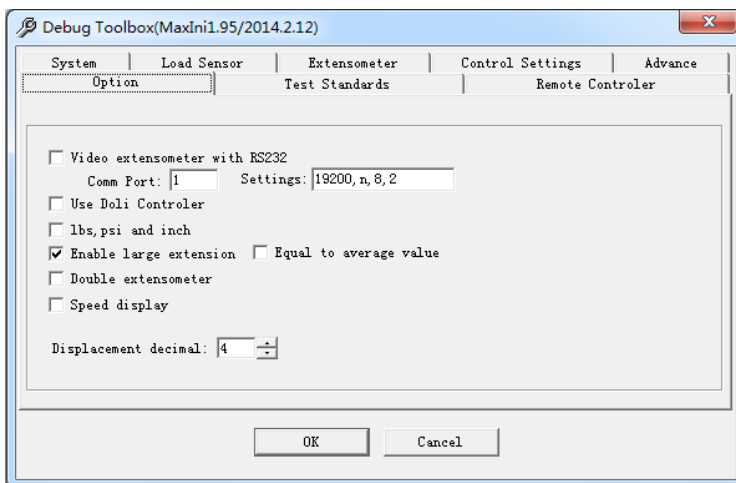 Debug Toolbox(MaxIni1.95/2014.2.12)
System Load Sensor Extensometer Control Settings Advance
Option Test Standards Remote Controler
Video extensometer with RS232
Comm Port: 1 Settings: 19200,n,8,2
Use Doli Controler
lbs,psi and inch
Enable large extension Equal to average value
Double extensometer
Speed display
Displacement decimal: 4
OK Cancel